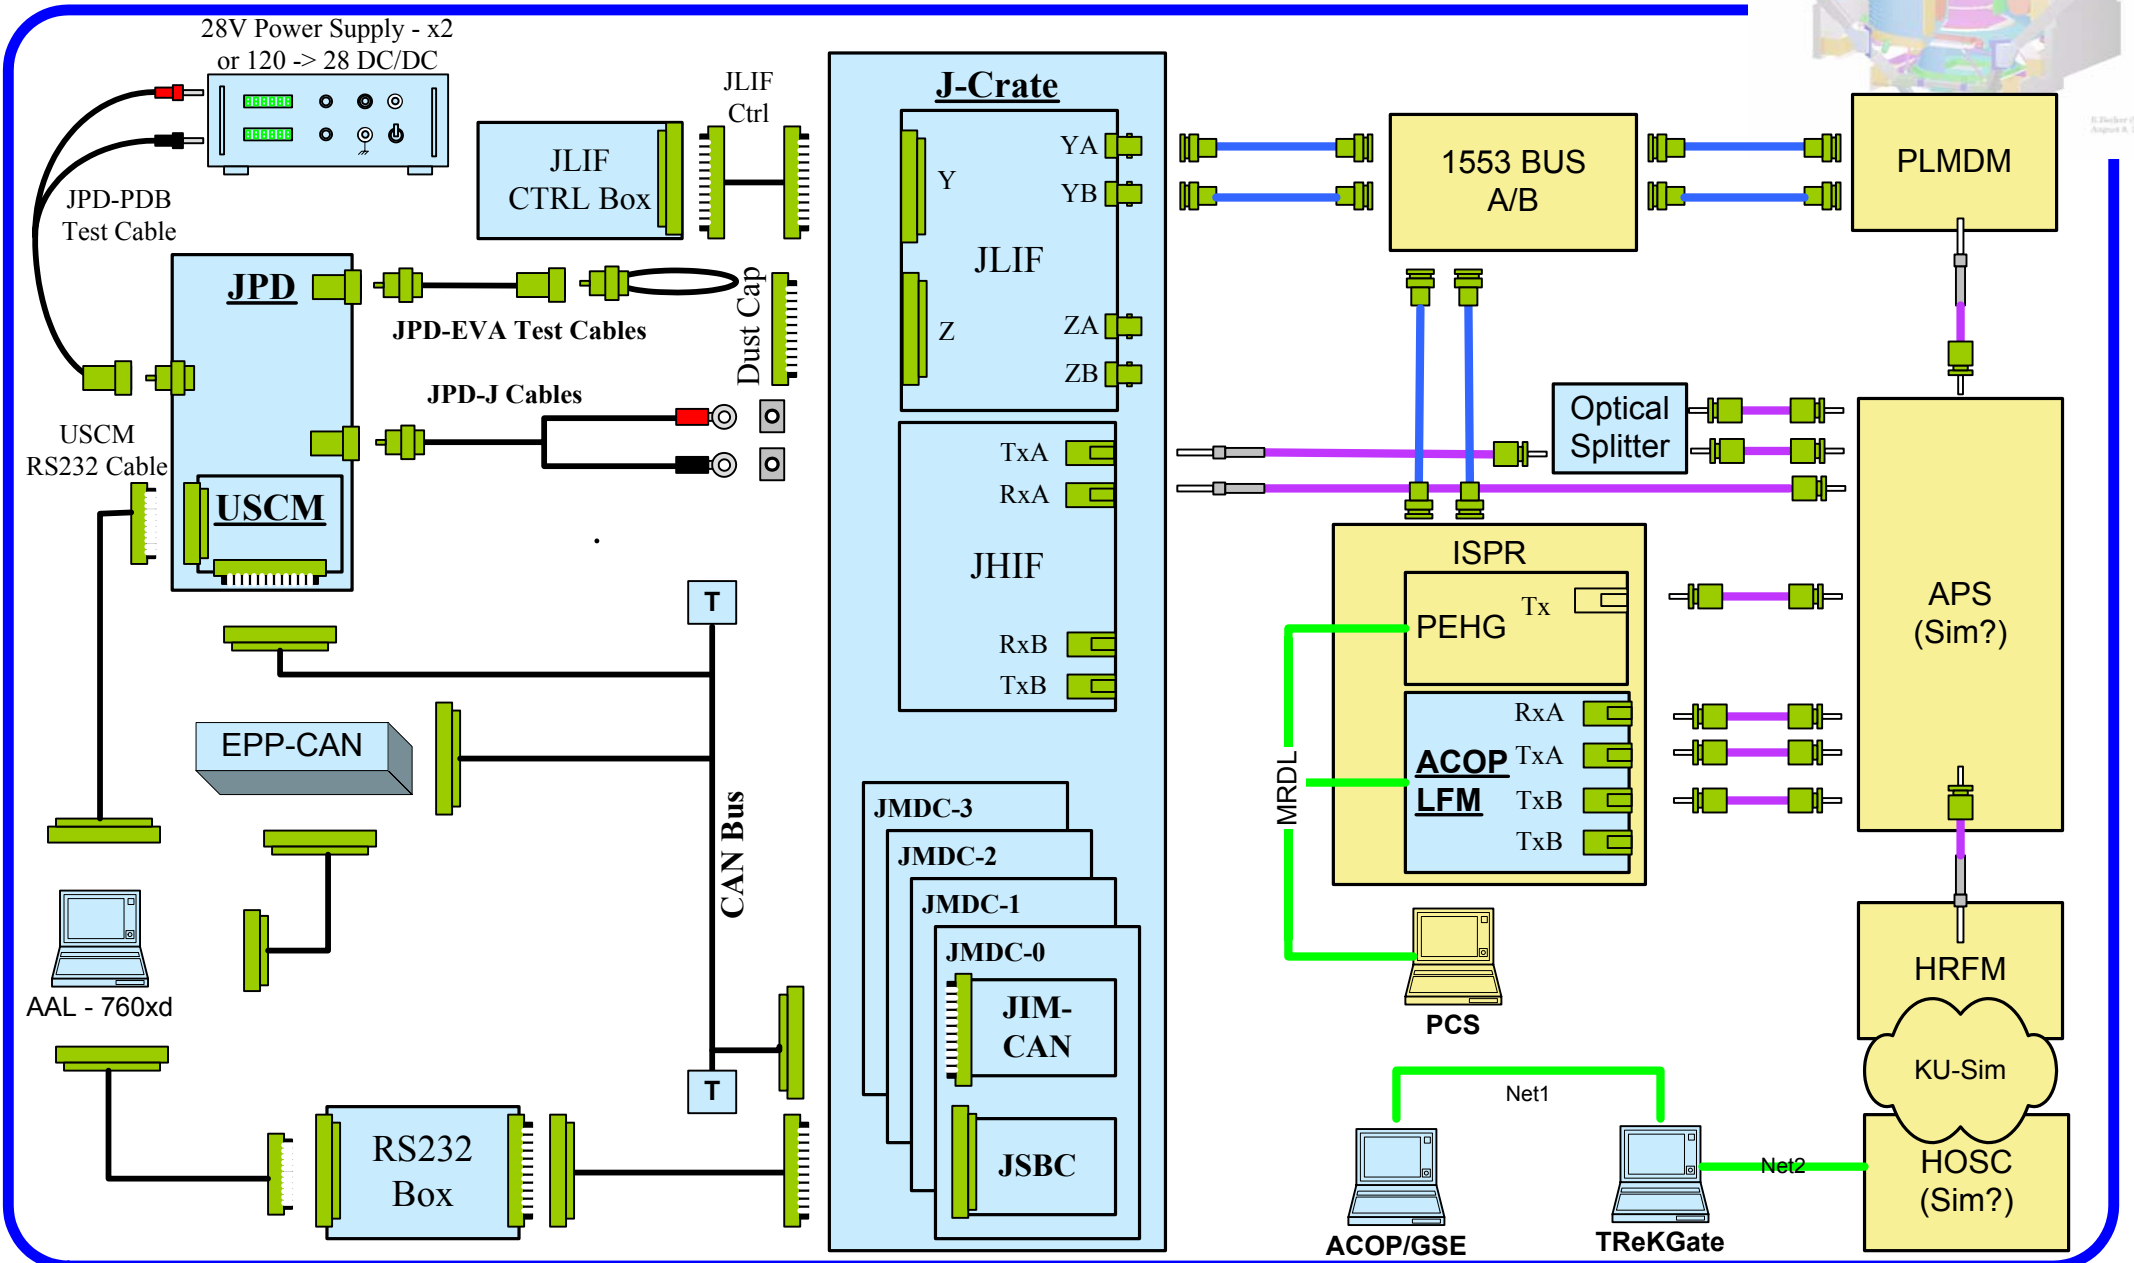 28V Power Supply - x2
or 120 -> 28 DC/DC
JPD-PDB
Test Cable
JLIF
CTRL Box
JLIF
Ctrl
JPD
JPD-EVA Test Cables
Dust Cap
JPD-J Cables
USCM
RS232 Cable
USCM
T
EPP-CAN
CAN Bus
T
AAL - 760xd
RS232
Box
J-Crate
YA
Y
YB
JLIF
ZA
Z
ZB
TxA
RxA
JHIF
RxB
TxB
JMDC-3
JMDC-2
JMDC-1
JMDC-0
JIM-
CAN
JSBC
1553 BUS
A/B
PLMDM
Optical
Splitter
ISPR
Tx
PEHG
RxA
ACOP
TxA
LFM
TxB
TxB
MRDL
APS
(Sim?)
PCS
HRFM
KU-Sim
HOSC
(Sim?)
Net1
Net2
ACOP/GSE
TReKGate